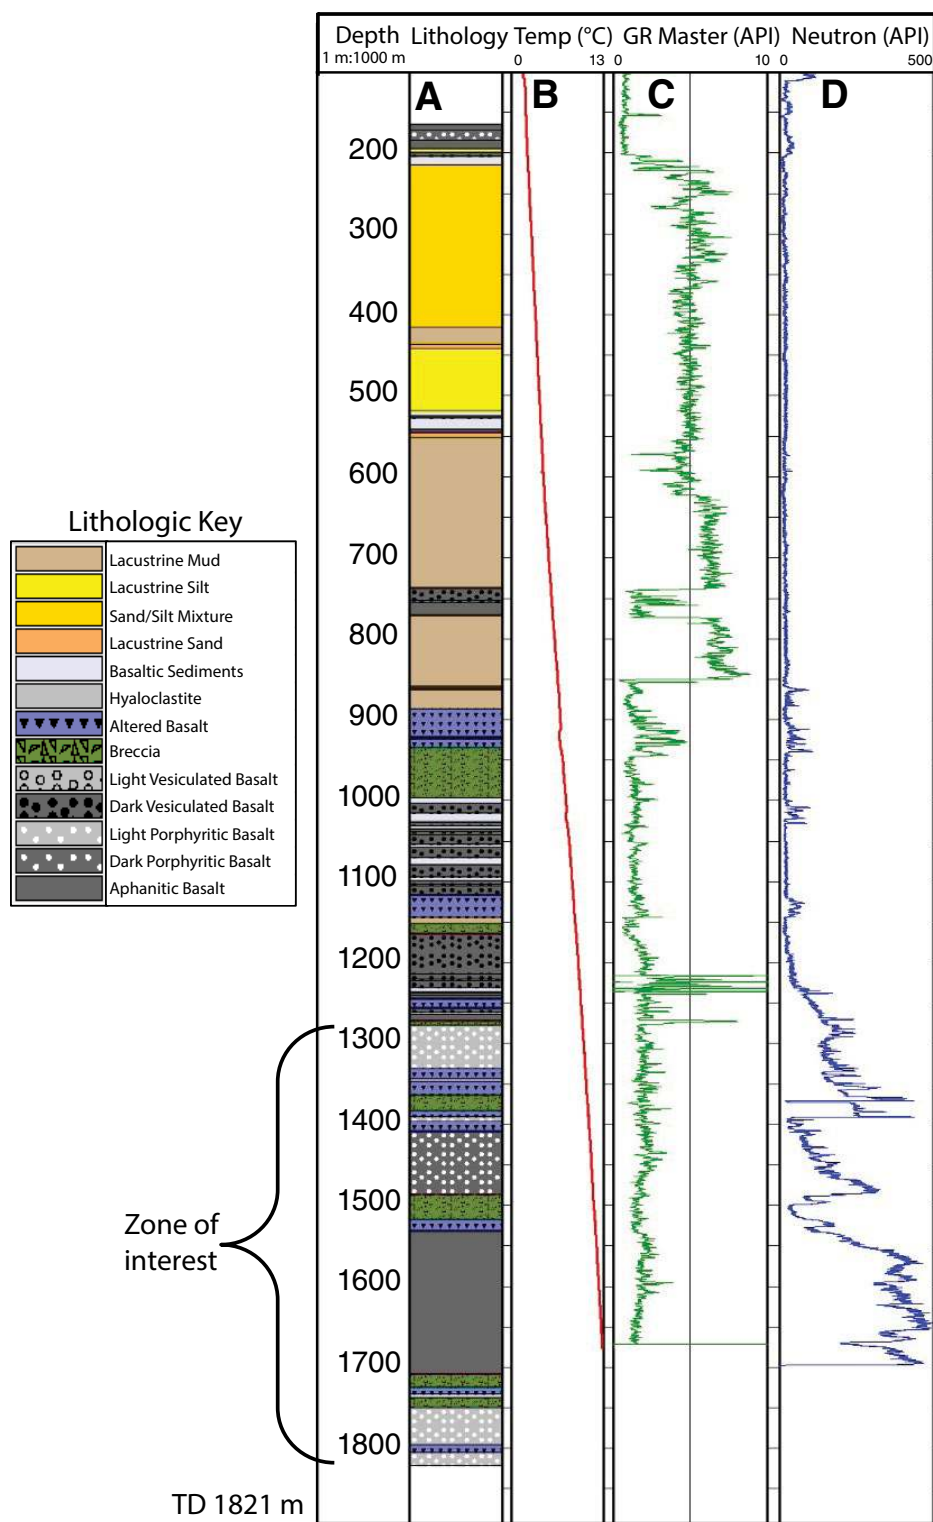 Depth Lithology Temp (°C) GR Master (API) Neutron (API)
1 m:1000 m 0 13 0 10 0 500
A B C D
200
300
400
500
600
700
800
900
1000
1100
1200
1300
1400
1500
1600
1700
1800
Lithologic Key
Lacustrine Mud
Lacustrine Silt
Sand/Silt Mixture
Lacustrine Sand
Basaltic Sediments
Hyaloclastite
Altered Basalt
Breccia
Light Vesiculated Basalt
Dark Vesiculated Basalt
Light Porphyritic Basalt
Dark Porphyritic Basalt
Aphanitic Basalt
Zone of
interest
TD 1821 m